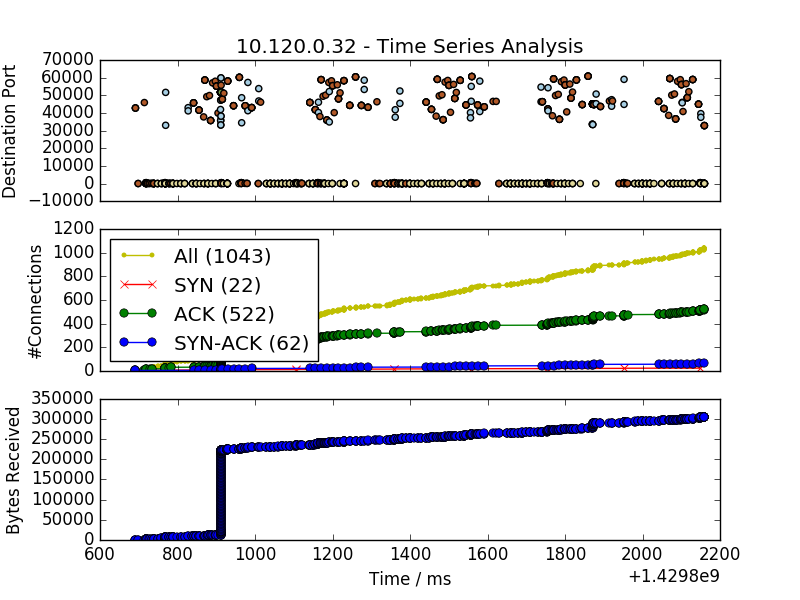 10.120.0.32 - Time Series Analysis
70000
60000
50000
40000
30000
20000
10000
0
−10000
Destination Port
1200
1000
800
600
400
200
0
#Connections
All (1043)
SYN (22)
ACK (522)
SYN-ACK (62)
350000
300000
250000
200000
150000
100000
50000
0
Bytes Received
600 800 1000 1200 1400 1600 1800 2000 2200
Time / ms
+1.4298e9